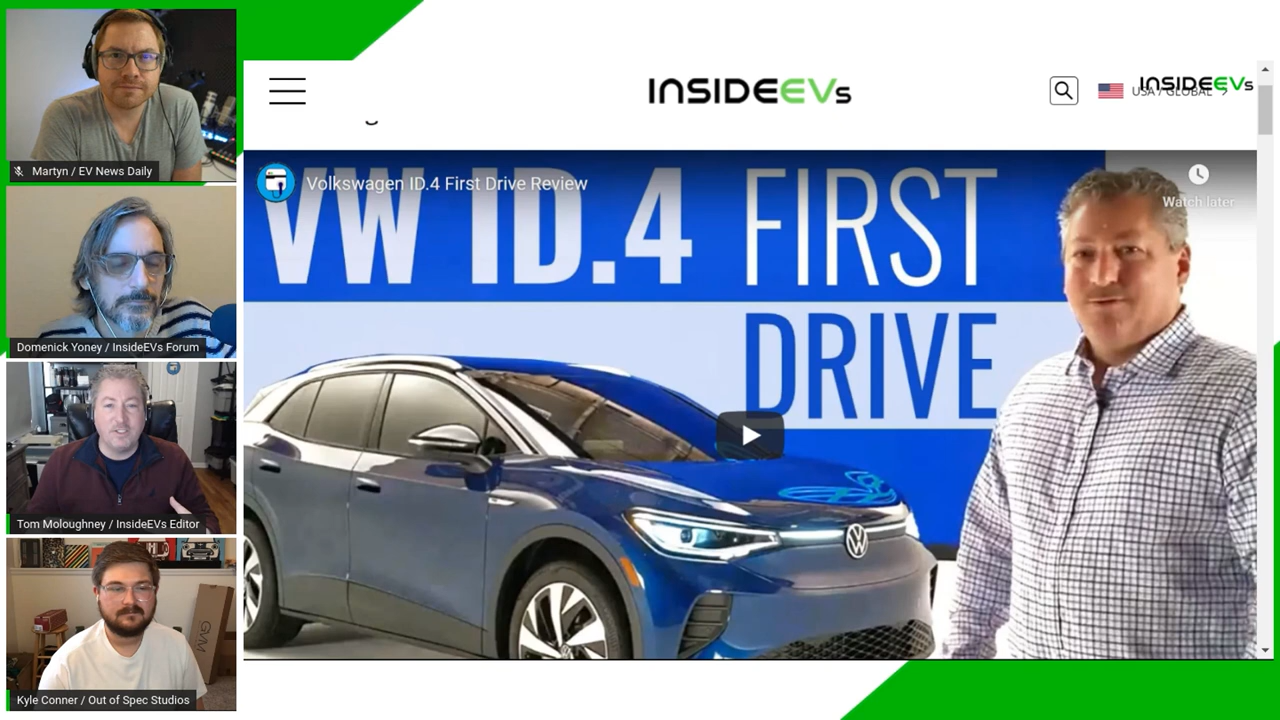 Martyn / EV News Daily
Domenick Yoney / InsideEVs Forum
Tom Moloughney / InsideEVs Editor
GVM
Kyle Conner / Out of Spec Studios
INSIDEEVs
USA / GLOBAL
INSIDEEVs
Volkswagen ID.4 First Drive Review
Watch later
VW ID.4 FIRST
DRIVE